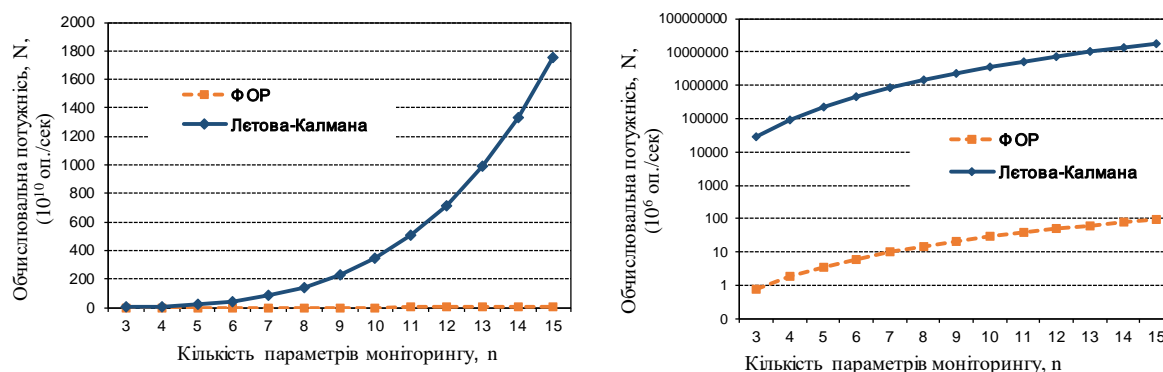 Обчислювальна потужнісь, N,
(10¹⁰ оп./сек)
2000
1800
1600
1400
1200
1000
800
600
400
200
0
ФОР
Лєтова-Калмана
3 4 5 6 7 8 9 10 11 12 13 14 15
Кількість параметрів моніторингу, n
Обчислювальна потужнісь, N,
(10⁶ оп./сек)
100000000
10000000
1000000
100000
10000
1000
100
10
1
0
ФОР
Лєтова-Калмана
3 4 5 6 7 8 9 10 11 12 13 14 15
Кількість параметрів моніторингу, n